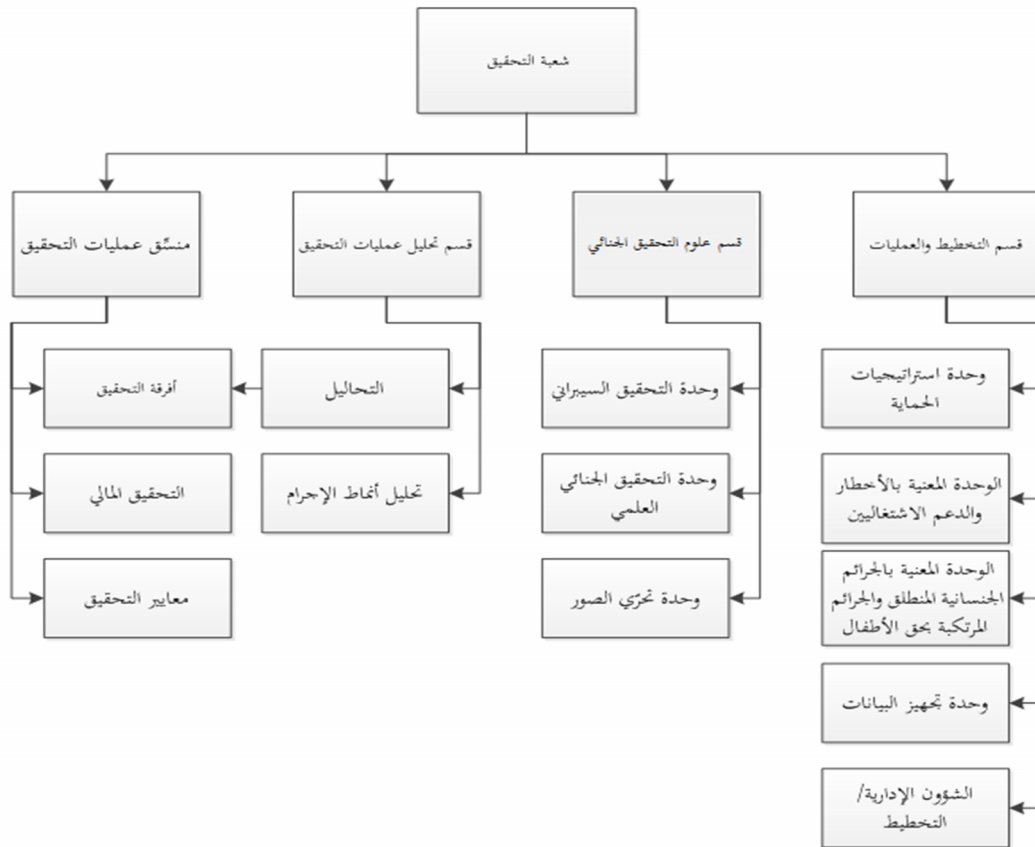 شعبة التحقيق
قسم التخطيط والعمليات
قسم علوم التحقيق الجنائي
قسم تحليل عمليات التحقيق
منسِّق عمليات التحقيق
وحدة استراتيجيات
الحماية
الوحدة المعنية بالأخطار
والدعم الاشتغاليين
الوحدة المعنية بالجرائم
الجنسانية المنطلق والجرائم
المرتكبة بحق الأطفال
وحدة تجهيز البيانات
الشؤون الإدارية/
التخطيط
وحدة التحقيق السيبراني
وحدة التحقيق الجنائي
العلمي
وحدة تحرّي الصور
التحاليل
تحليل أنماط الإجرام
أفرقة التحقيق
التحقيق المالي
معايير التحقيق